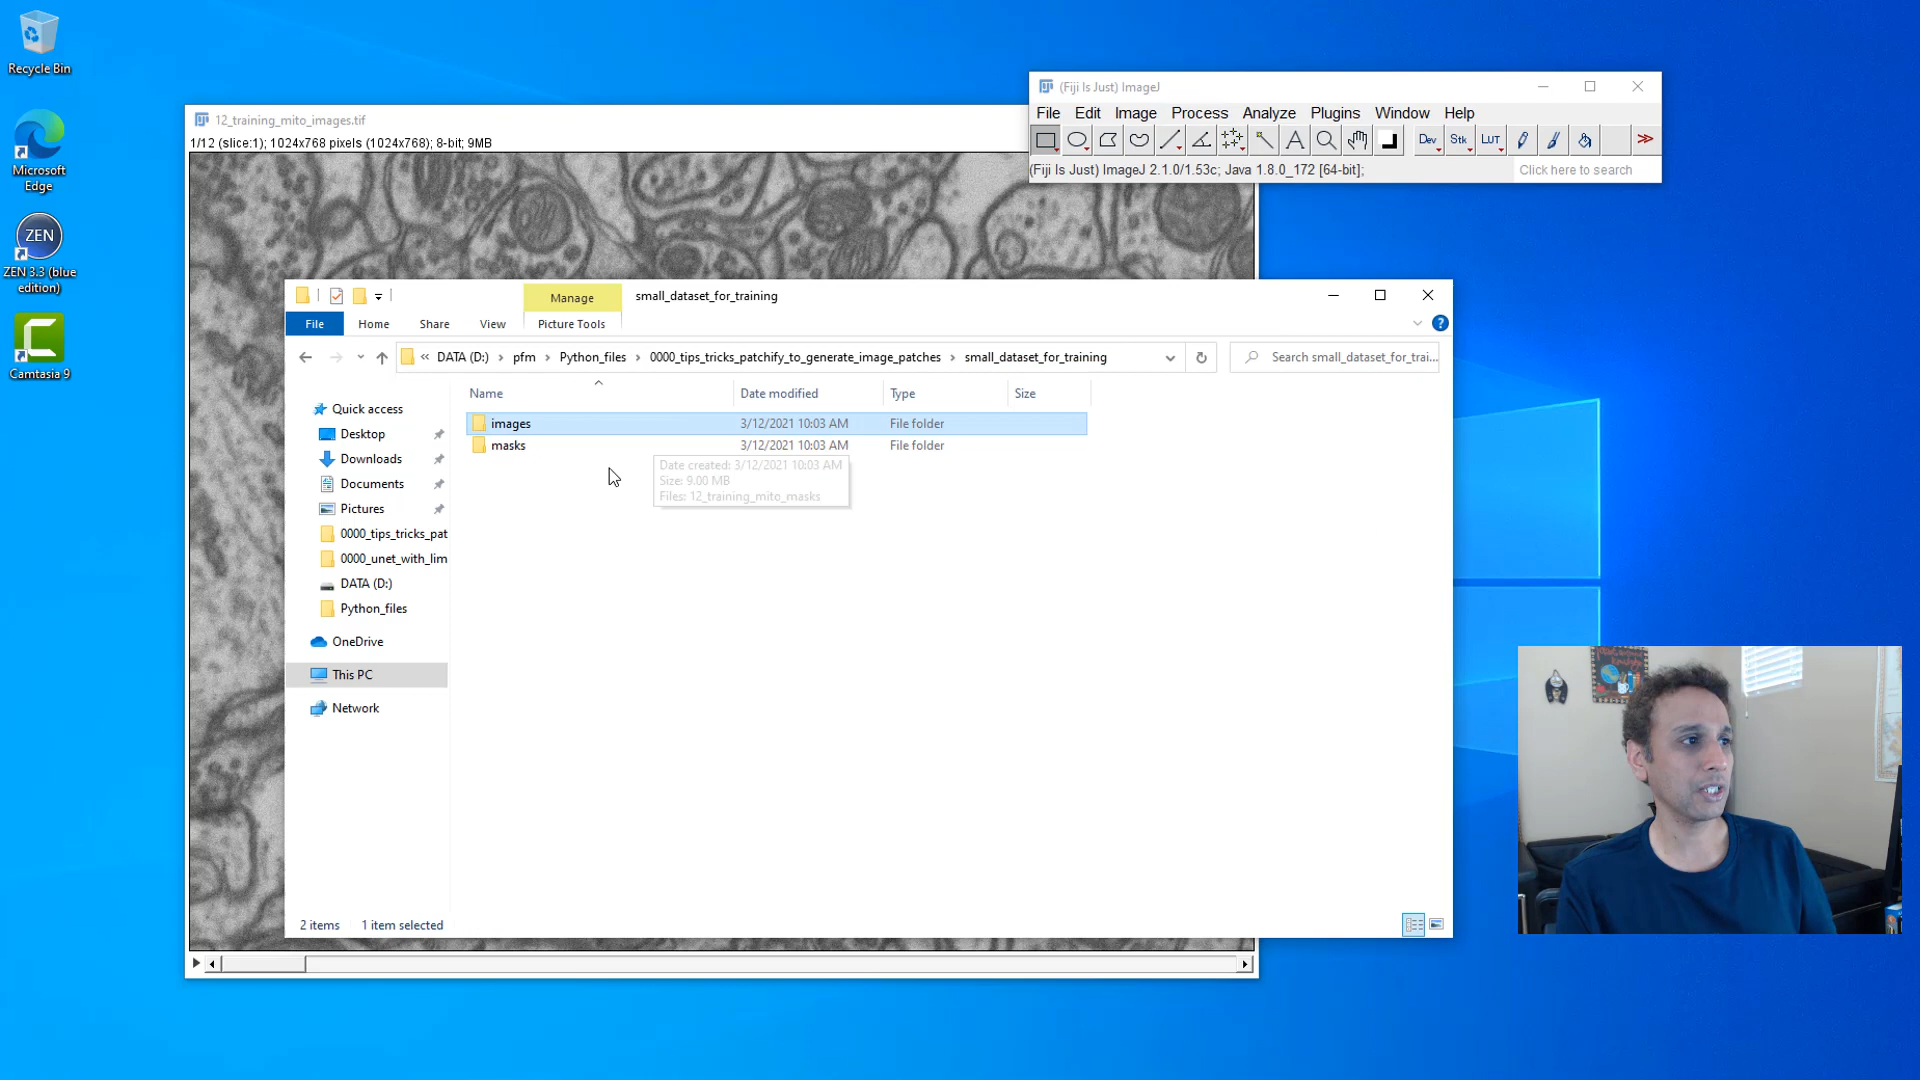 Recycle Bin
Microsoft
Edge
ZEN
ZEN 3.3 (blue
edition)
Camtasia 9
12_training_mito_images.tif
1/12 (slice:1); 1024x768 pixels (1024x768); 8-bit; 9MB
(Fiji Is Just) ImageJ
File Edit Image Process Analyze Plugins Window Help
Dev Stk LUT
(Fiji Is Just) ImageJ 2.1.0/1.53c; Java 1.8.0_172 [64-bit];
Click here to search
Manage
small_dataset_for_training
File Home Share View Picture Tools
DATA (D:) pfm Python_files 0000_tips_tricks_patchify_to_generate_image_patches small_dataset_for_training
Search small_dataset_for_trai...
Name Date modified Type Size
images 3/12/2021 10:03 AM File folder
masks 3/12/2021 10:03 AM File folder
Date created: 3/12/2021 10:03 AM
Size: 9.00 MB
Files: 12_training_mito_masks
Quick access
Desktop
Downloads
Documents
Pictures
0000_tips_tricks_pat
0000_unet_with_lim
DATA (D:)
Python_files
OneDrive
This PC
Network
2 items 1 item selected